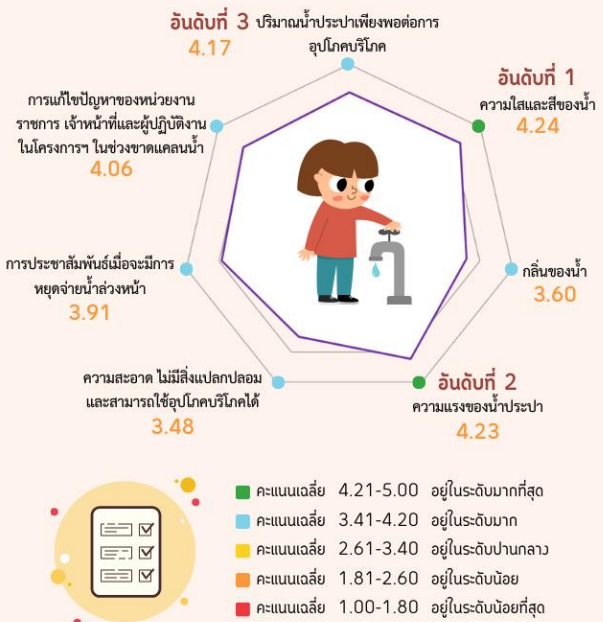 อันดับที่ 3 ปริมาณน้ำประปาเพียงพอต่อการ
4.17 อุปโภคบริโภค
อันดับที่ 1
ความใสและสีของน้ำ
4.24
การแก้ไขปัญหาของหน่วยงาน
ราชการ เจ้าหน้าที่และผู้ปฏิบัติงาน
ในโครงการฯ ในช่วงขาดแคลนน้ำ
4.06
การประชาสัมพันธ์เมื่อจะมีการ
หยุดจ่ายน้ำล่วงหน้า
3.91
กลิ่นของน้ำ
3.60
ความสะอาด ไม่มีสิ่งแปลกปลอม
และสามารถใช้อุปโภคบริโภคได้
3.48
อันดับที่ 2
ความแรงของน้ำประปา
4.23
คะแนนเฉลี่ย 4.21-5.00 อยู่ในระดับมากที่สุด
คะแนนเฉลี่ย 3.41-4.20 อยู่ในระดับมาก
คะแนนเฉลี่ย 2.61-3.40 อยู่ในระดับปานกลาง
คะแนนเฉลี่ย 1.81-2.60 อยู่ในระดับน้อย
คะแนนเฉลี่ย 1.00-1.80 อยู่ในระดับน้อยที่สุด